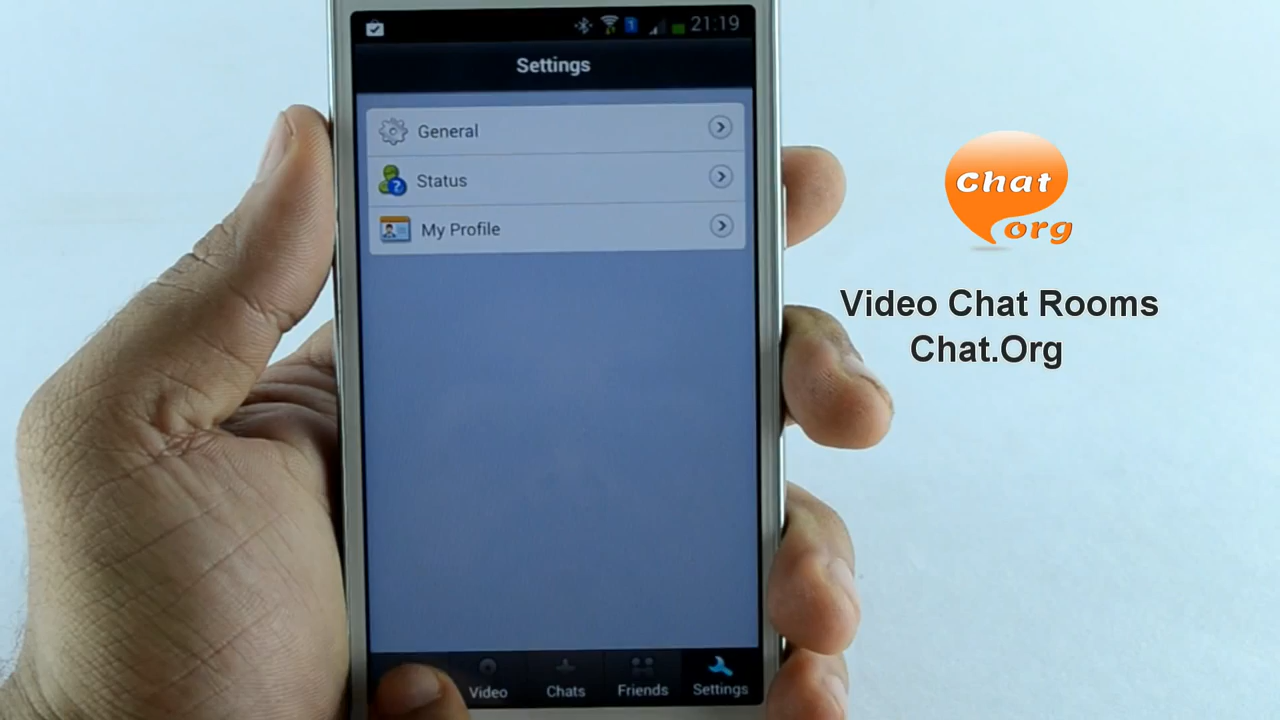 21:19
Settings
General
Status
My Profile
Video
Chats
Friends
Settings
Chat
org
Video Chat Rooms
Chat.Org